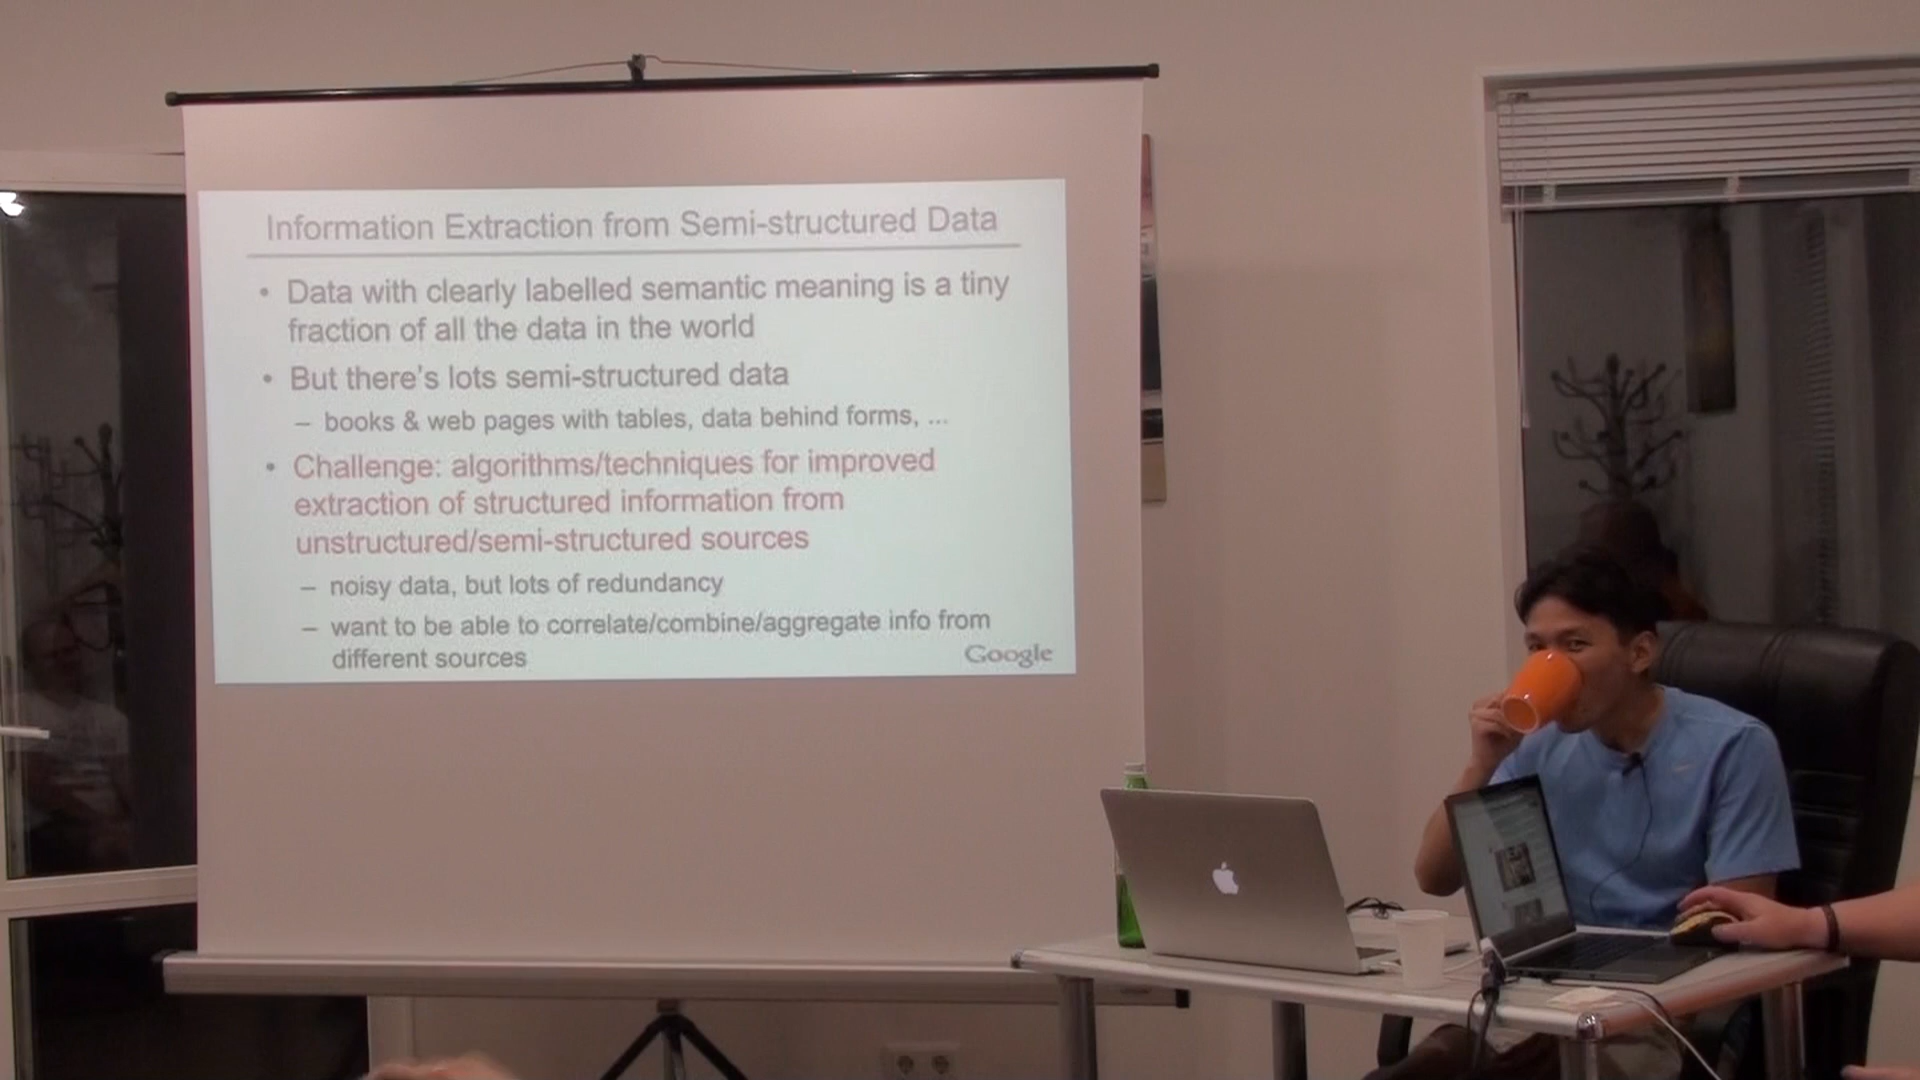 Information Extraction from Semi-structured Data
• Data with clearly labelled semantic meaning is a tiny
fraction of all the data in the world
• But there's lots semi-structured data
– books & web pages with tables, data behind forms, ...
• Challenge: algorithms/techniques for improved
extraction of structured information from
unstructured/semi-structured sources
– noisy data, but lots of redundancy
– want to be able to correlate/combine/aggregate info from
different sources
Google